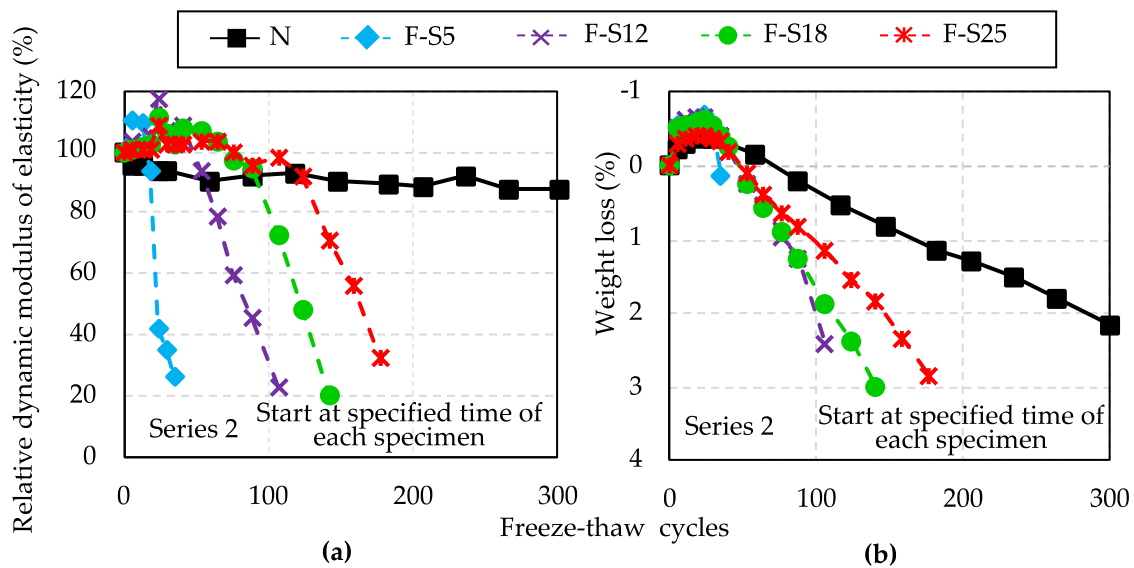 N F-S5 F-S12 F-S18 F-S25
Relative dynamic modulus of elasticity (%)
120
100
80
60
40
20
0
0 100 200 300
Series 2
Start at specified time of
each specimen
(a)
Weight loss (%)
-1
0
1
2
3
4
0 100 200 300
Series 2
Start at specified time of
each specimen
(b)
Freeze-thaw cycles